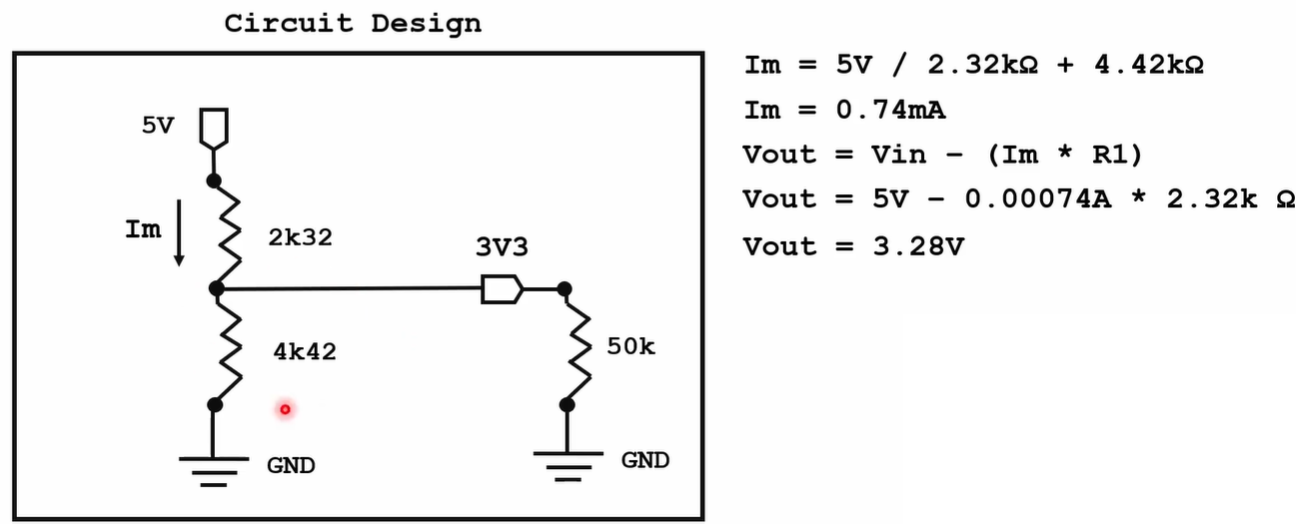 Circuit Design
5V
Im
2k32
3V3
4k42
50k
GND
GND
Im = 5V / 2.32kΩ + 4.42kΩ
Im = 0.74mA
Vout = Vin - (Im * R1)
Vout = 5V - 0.00074A * 2.32k Ω
Vout = 3.28V